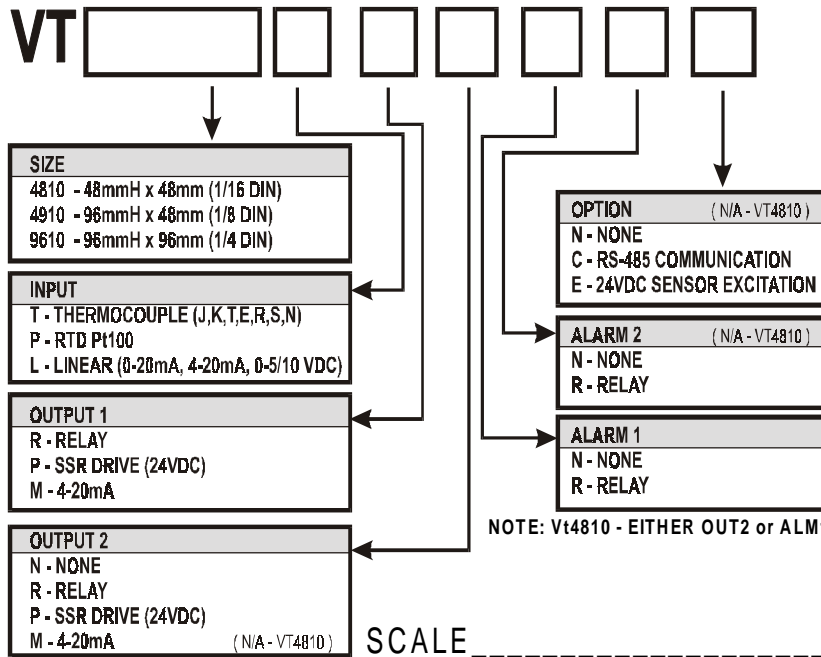 VT
SIZE
4810 - 48mmH x 48mm (1/16 DIN)
4910 - 96mmH x 48mm (1/8 DIN)
9610 - 96mmH x 96mm (1/4 DIN)
INPUT
T - THERMOCOUPLE (J,K,T,E,R,S,N)
P - RTD Pt100
L - LINEAR (0-20mA, 4-20mA, 0-5/10 VDC)
OUTPUT 1
R - RELAY
P - SSR DRIVE (24VDC)
M - 4-20mA
OUTPUT 2
N - NONE
R - RELAY
P - SSR DRIVE (24VDC)
M - 4-20mA ( N/A - VT4810 )
OPTION ( N/A - VT4810 )
N - NONE
C - RS-485 COMMUNICATION
E - 24VDC SENSOR EXCITATION
ALARM 2 ( N/A - VT4810 )
N - NONE
R - RELAY
ALARM 1
N - NONE
R - RELAY
NOTE: Vt4810 - EITHER OUT2 or ALM
SCALE____________________